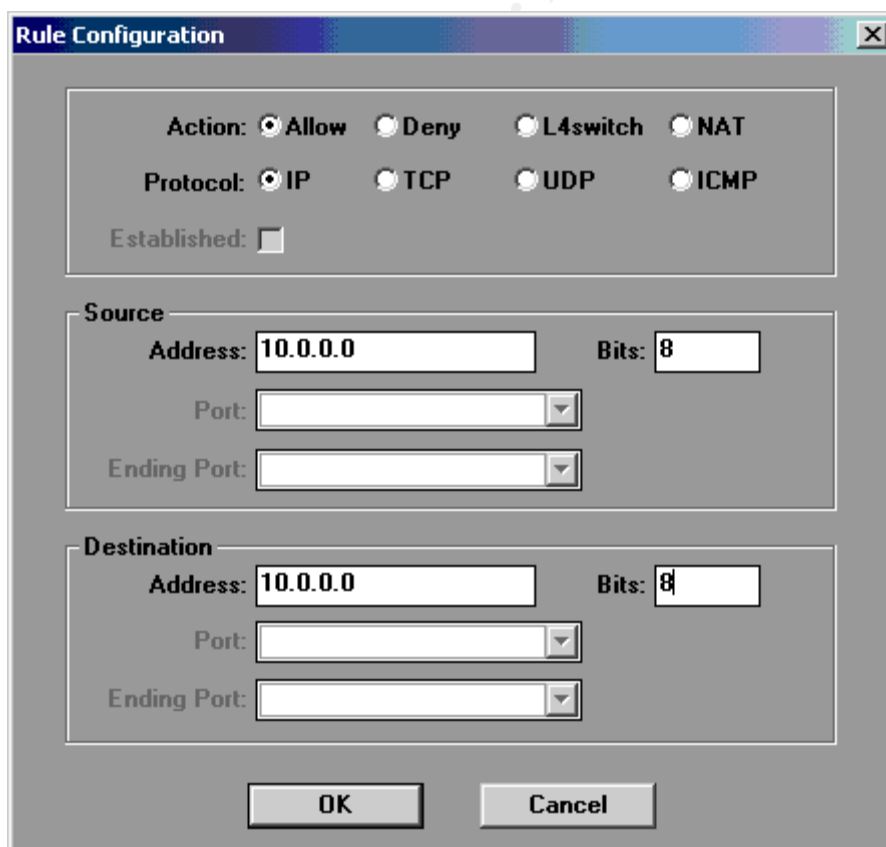 Rule Configuration
Action: Allow Deny L4switch NAT
Protocol: IP TCP UDP ICMP
Established:
Source
Address: 10.0.0.0 Bits: 8
Port:
Ending Port:
Destination
Address: 10.0.0.0 Bits: 8
Port:
Ending Port:
OK Cancel